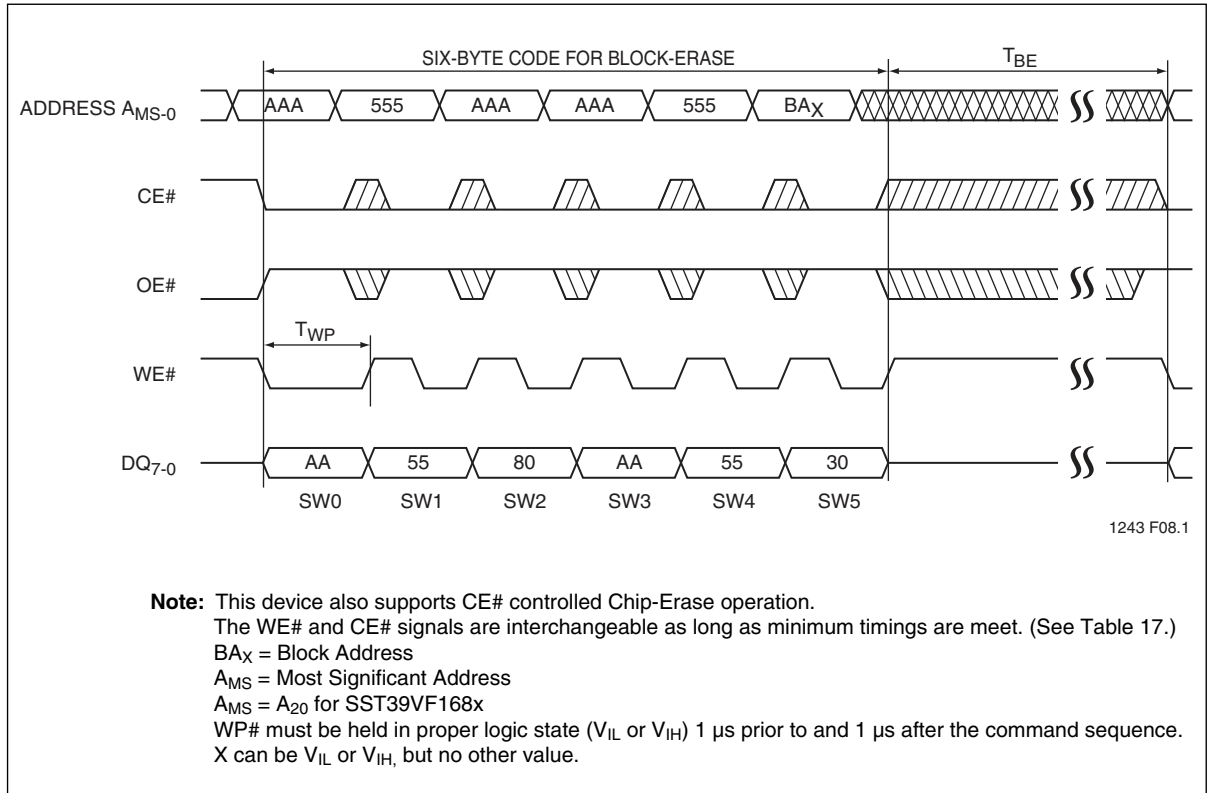 SIX-BYTE CODE FOR BLOCK-ERASE TBE
ADDRESS AMS-0 AAA 555 AAA AAA 555 BAX
CE#
OE#
TWP
WE#
DQ7-0 AA 55 80 AA 55 30
SW0 SW1 SW2 SW3 SW4 SW5
1243 F08.1
Note: This device also supports CE# controlled Chip-Erase operation.
The WE# and CE# signals are interchangeable as long as minimum timings are meet. (See Table 17.)
BAX = Block Address
AMS = Most Significant Address
AMS = A20 for SST39VF168x
WP# must be held in proper logic state (VIL or VIH) 1 µs prior to and 1 µs after the command sequence.
X can be VIL or VIH, but no other value.